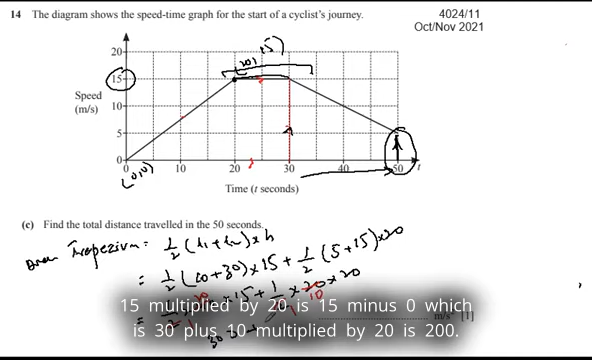 14 The diagram shows the speed-time graph for the start of a cyclist's journey.
4024/11
Oct/Nov 2021
(20, 15)
20
15
10
5
0
Speed
(m/s)
0 10 20 30 40 50 t
(0,0)
Time (t seconds)
(c) Find the total distance travelled in the 50 seconds.
Area Trapezium = 1/2 (l1 + l2) × h
= 1/2 (10 + 30) × 15 + 1/2 (5 + 15) × 20
15 multiplied by 20 is 15 minus 0 which
is 30 plus 10 multiplied by 20 is 200.
m [1]